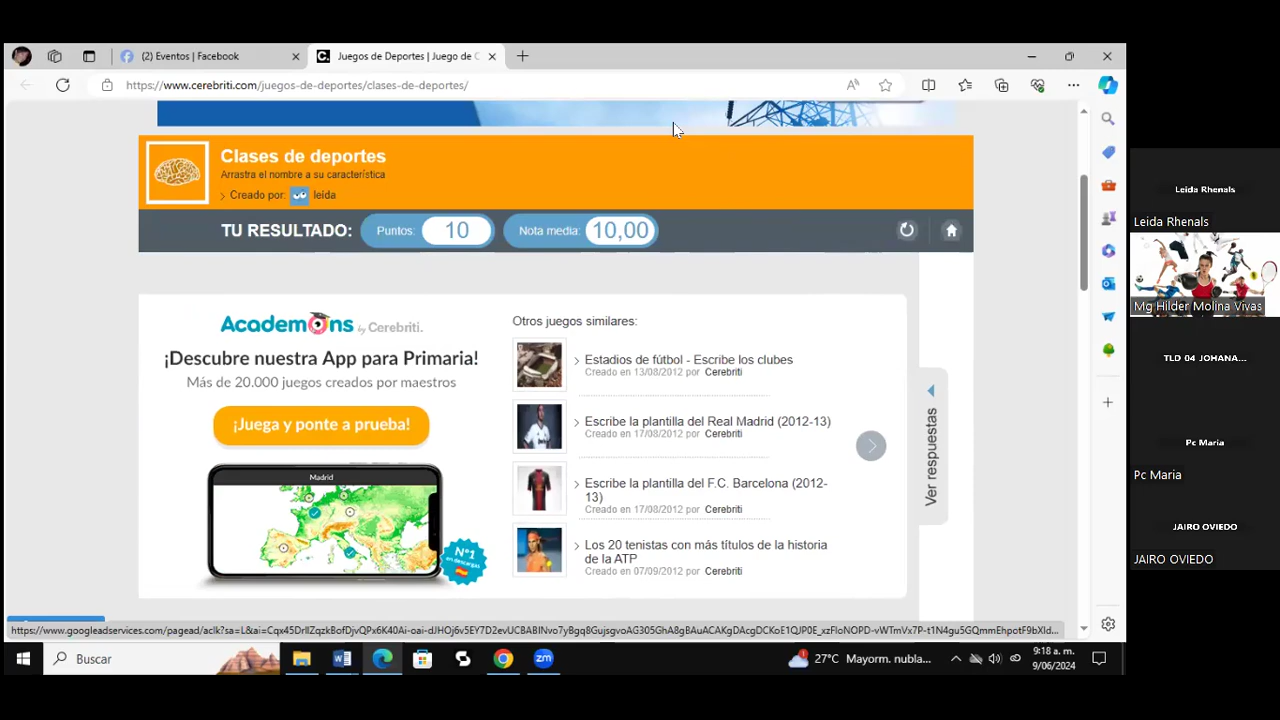 (2) Eventos | Facebook
Juegos de Deportes | Juego de C
https://www.cerebriti.com/juegos-de-deportes/clases-de-deportes/
Clases de deportes
Arrastra el nombre a su característica
Creado por: leida
TU RESULTADO: Puntos: 10 Nota media: 10,00
Academons by Cerebriti.
¡Descubre nuestra App para Primaria!
Más de 20.000 juegos creados por maestros
¡Juega y ponte a prueba!
Madrid
Nº1
en descargas
Otros juegos similares:
Estadios de fútbol - Escribe los clubes
Creado en 13/08/2012 por Cerebriti
Escribe la plantilla del Real Madrid (2012-13)
Creado en 17/08/2012 por Cerebriti
Escribe la plantilla del F.C. Barcelona (2012-
13)
Creado en 17/08/2012 por Cerebriti
Los 20 tenistas con más títulos de la historia
de la ATP
Creado en 07/09/2012 por Cerebriti
Ver respuestas
Buscar
zm
27°C Mayorm. nubla...
9:18 a. m.
9/06/2024
Leida Rhenals
Leida Rhenals
Mg Hilder Molina Vivas
TLD 04 JOHANA...
Pc Maria
Pc Maria
JAIRO OVIEDO
JAIRO OVIEDO